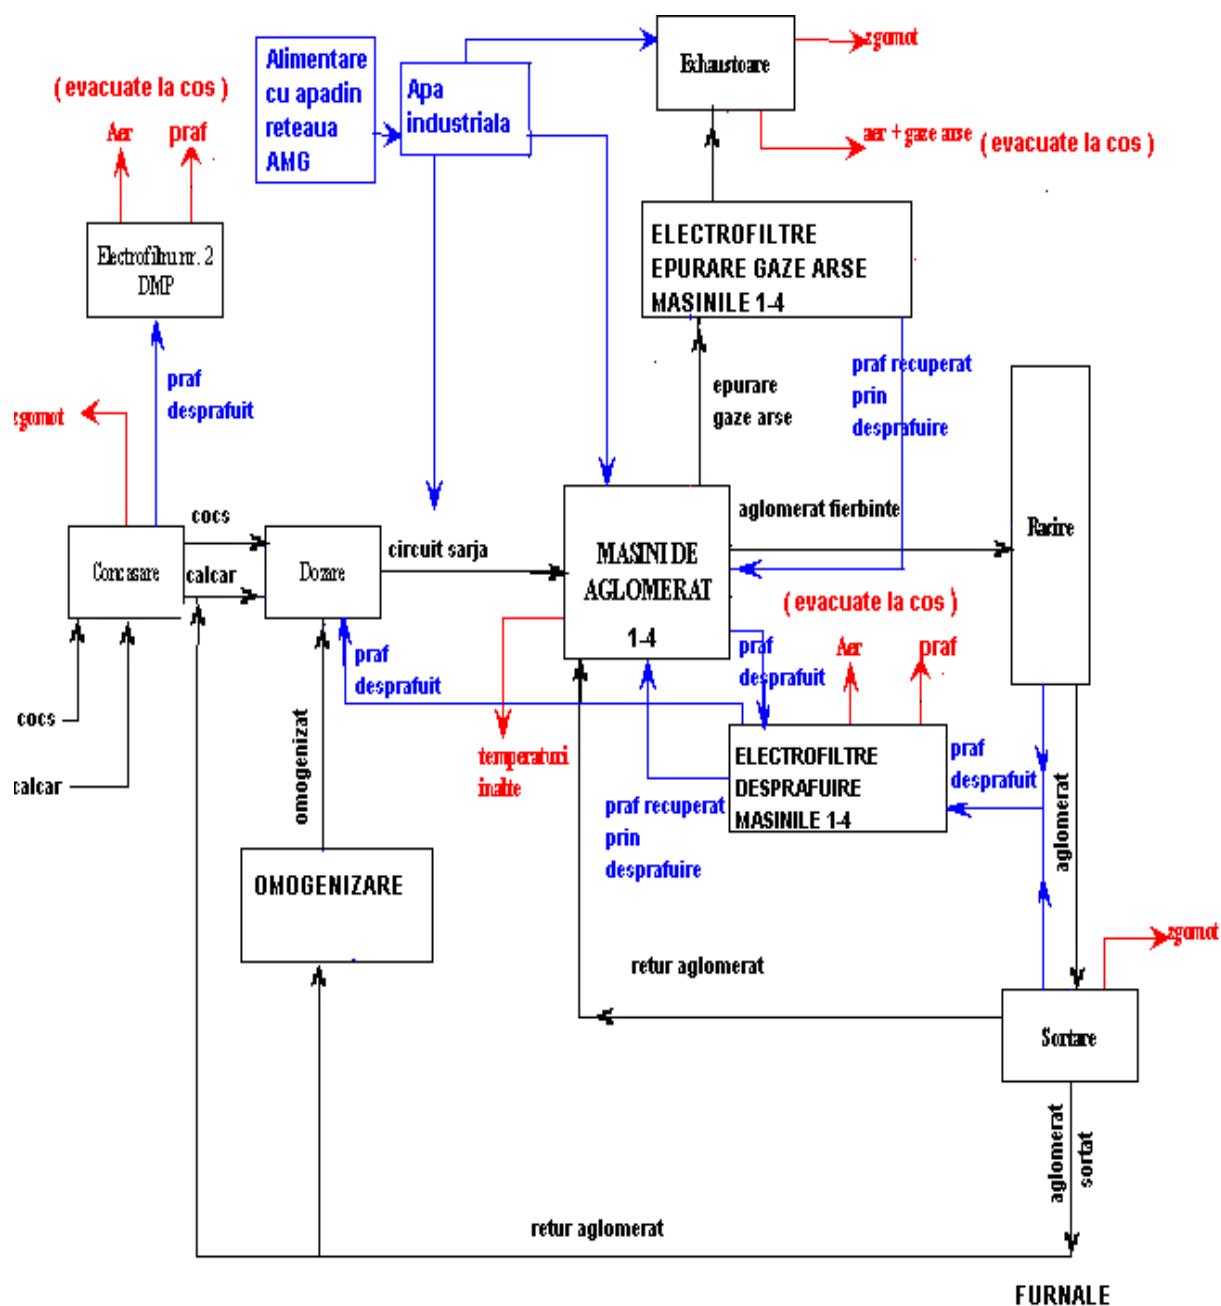 zgomot
Exhaustoare
Alimentare
cu apadin
reteaua
AMG
Apa
industriala
( evacuate la cos )
Aer
praf
aer + gaze arse
( evacuate la cos )
Electrofiltru nr. 2
DMP
ELECTROFILTRE
EPURARE GAZE ARSE
MASINILE 1-4
praf
desprafuit
zgomot
epurare
gaze arse
praf recuperat
prin
desprafuire
cocs
calcar
Concasare
Dozare
circuit sarja
MASINI DE
AGLOMERAT
1-4
aglomerat fierbinte
Racire
( evacuate la cos )
Aer
praf
praf
desprafuit
praf
desprafuit
cocs
calcar
omogenizat
temperaturi
inalte
ELECTROFILTRE
DESPRAFUIRE
MASINILE 1-4
praf
desprafuit
praf recuperat
prin
desprafuire
aglomerat
OMOGENIZARE
zgomot
retur aglomerat
Sortare
aglomerat
sortat
retur aglomerat
FURNALE